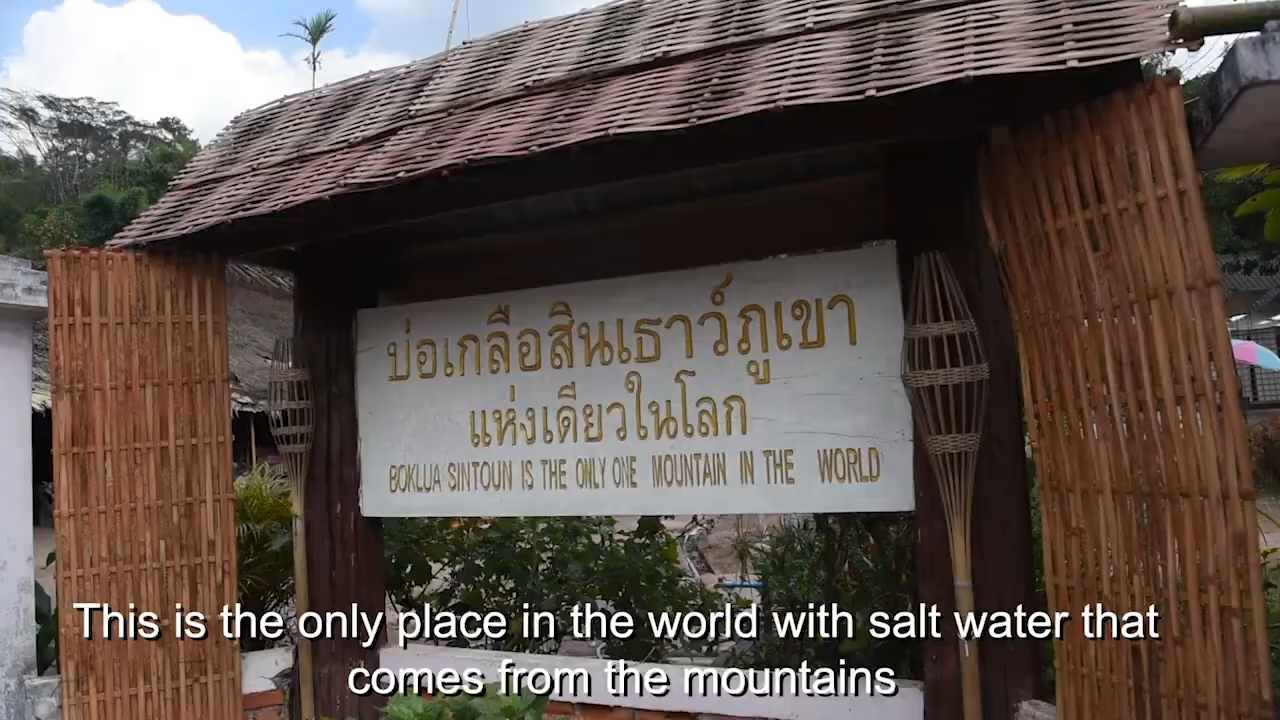 บ่อเกลือสินเธาว์ภูเขา
แห่งเดียวในโลก
BOKLUA SINTOUN IS THE ONLY ONE MOUNTAIN IN THE WORLD
This is the only place in the world with salt water that
comes from the mountains